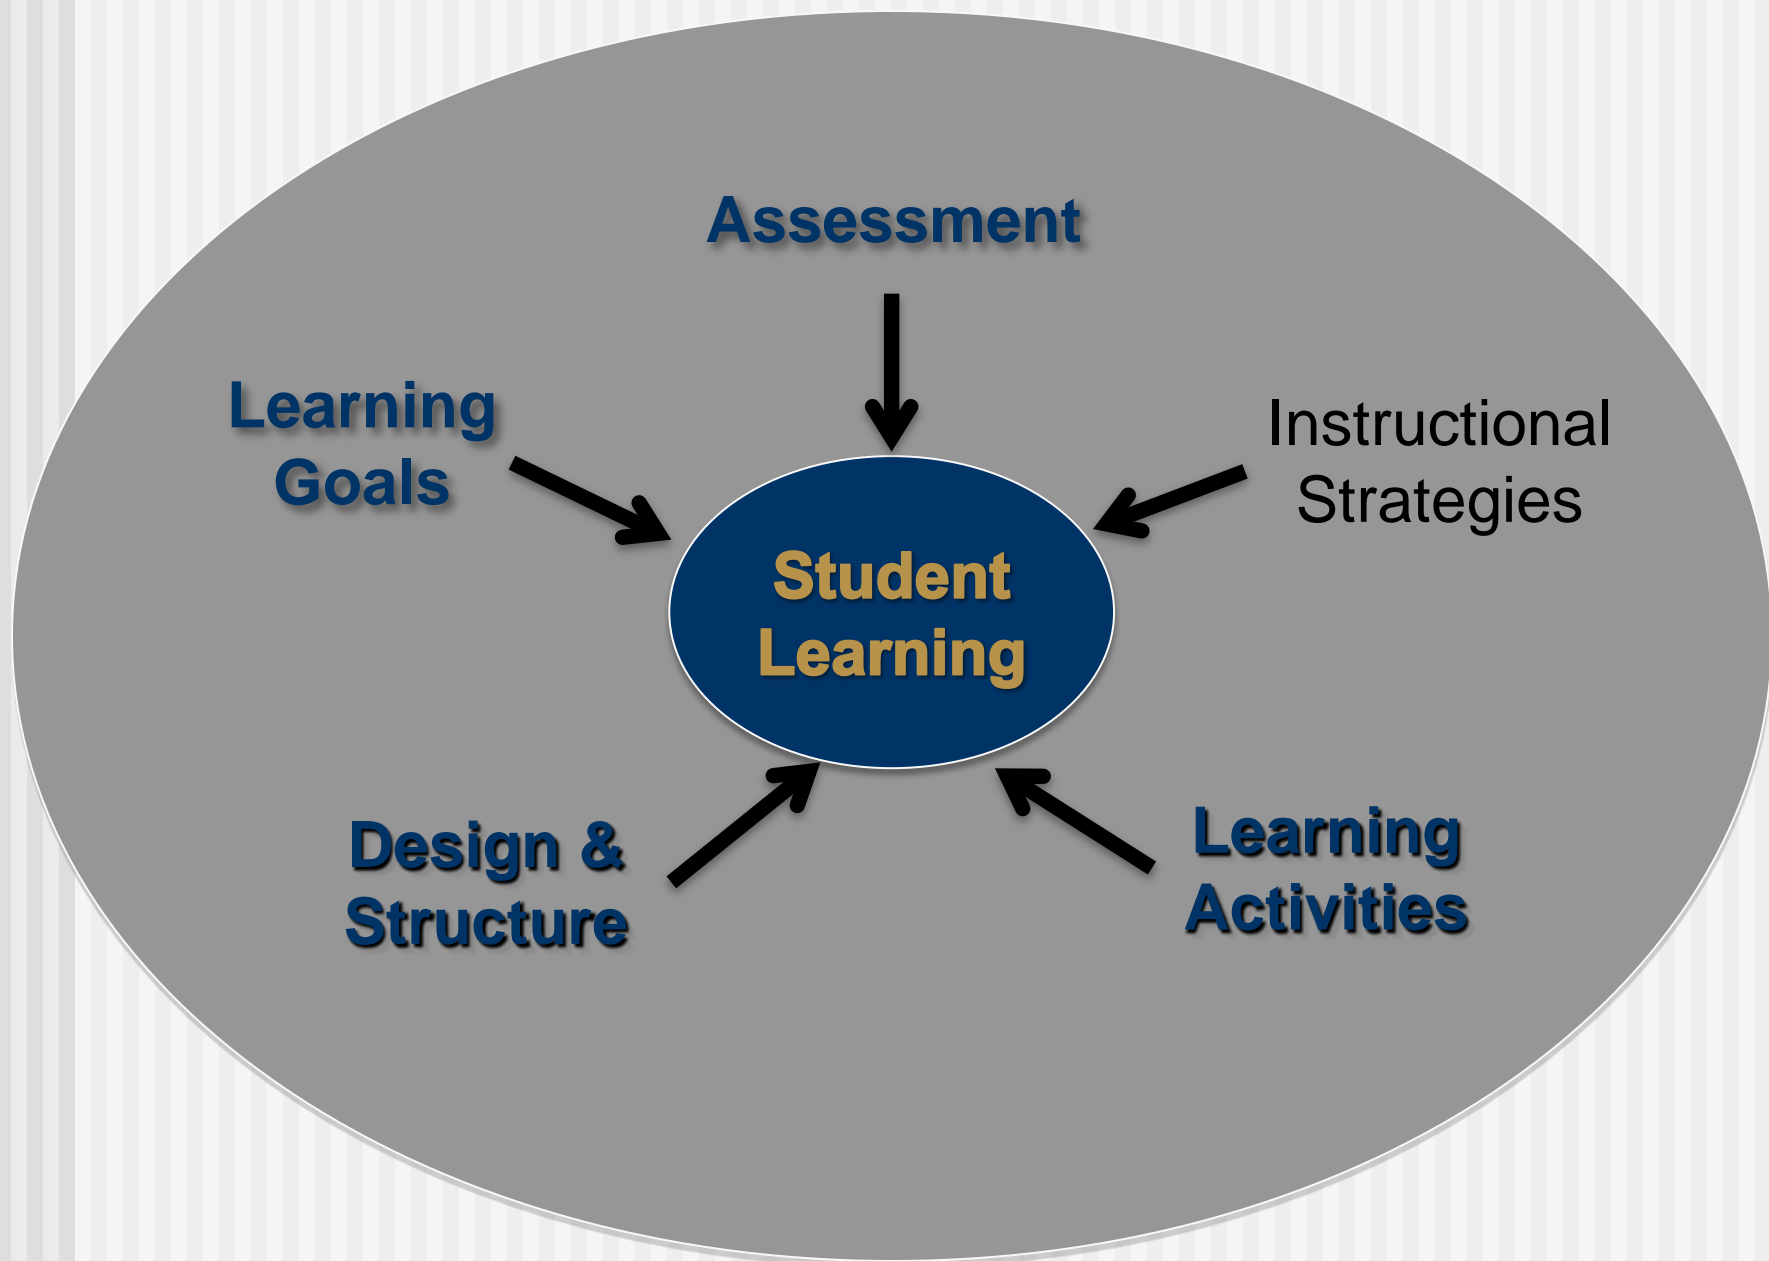 Assessment
Learning
Goals
Instructional
Strategies
Student
Learning
Design &
Structure
Learning
Activities